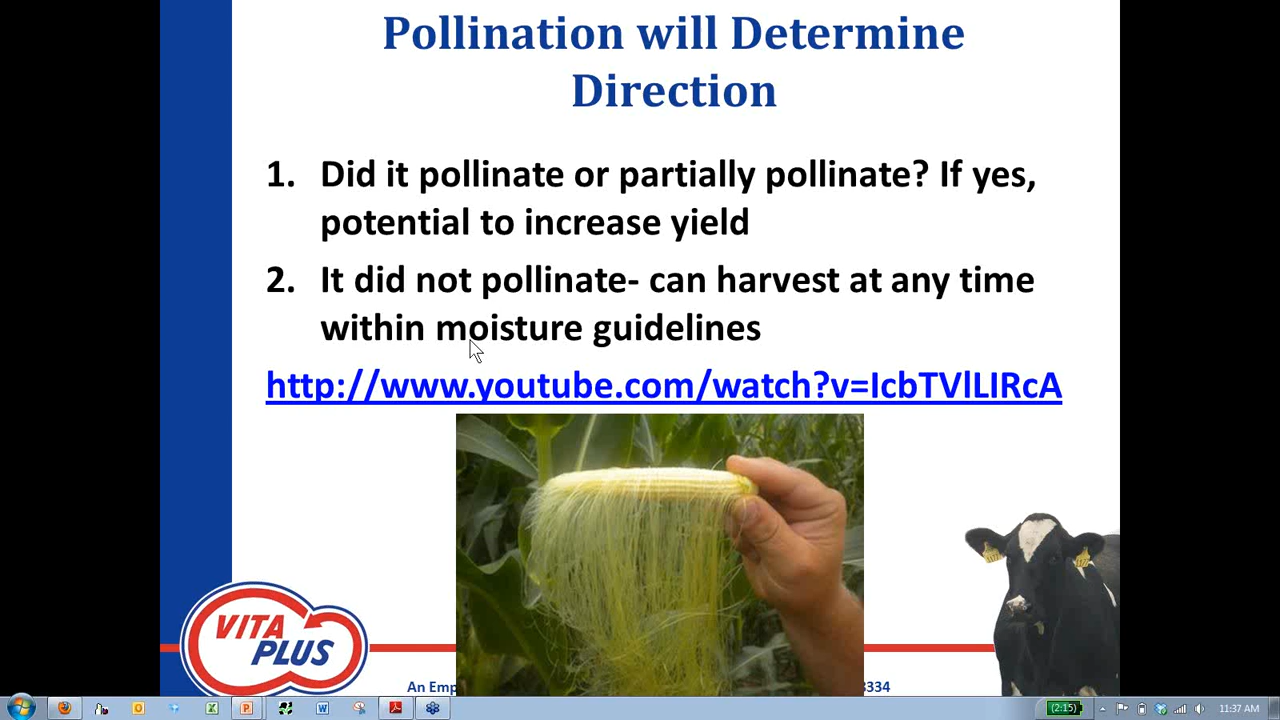 Pollination will Determine
Direction
1. Did it pollinate or partially pollinate? If yes,
potential to increase yield
2. It did not pollinate- can harvest at any time
within moisture guidelines
http://www.youtube.com/watch?v=IcbTVlLIRcA
VITA
PLUS
An Emp
3334
(2:15)
11:37 AM